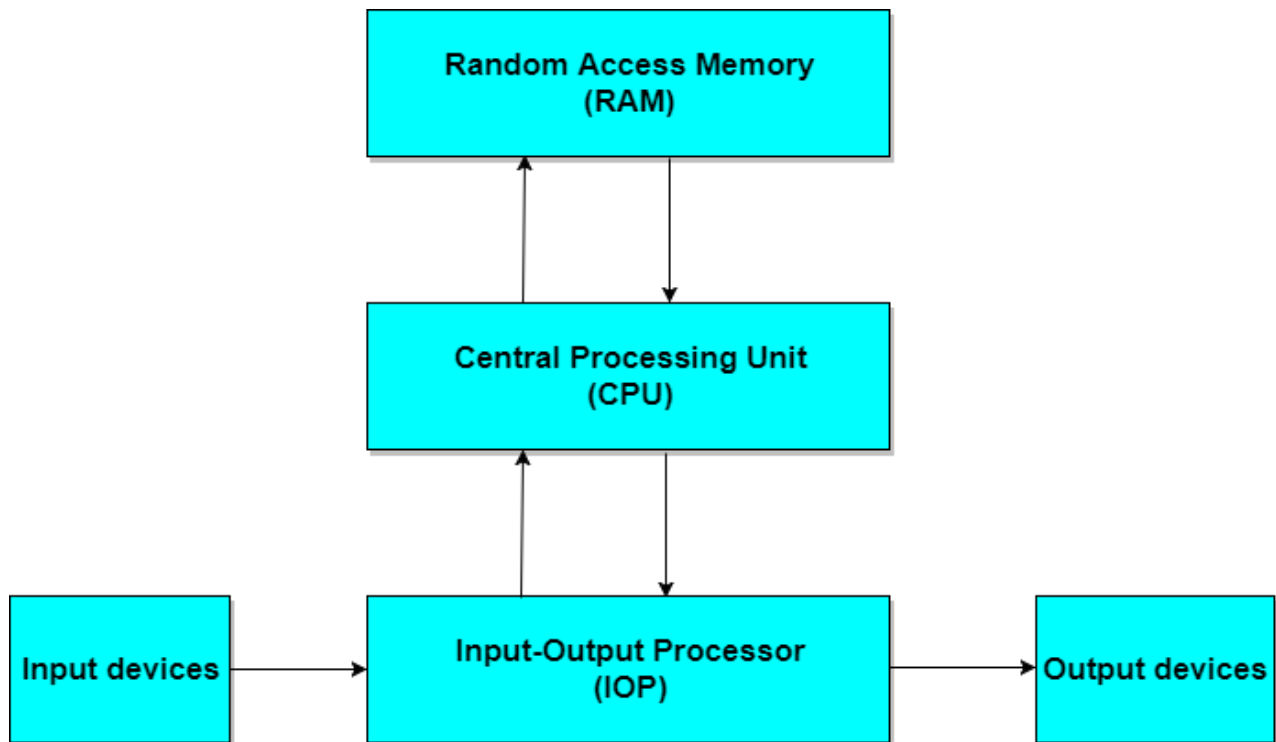 Random Access Memory
(RAM)
Central Processing Unit
(CPU)
Input devices
Input-Output Processor
(IOP)
Output devices